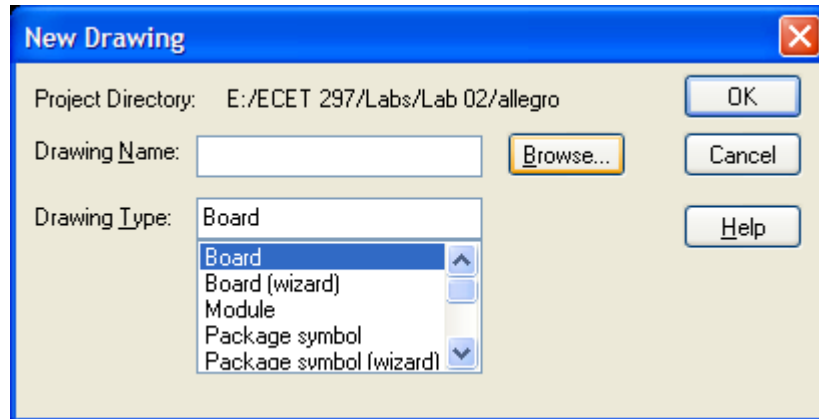 New Drawing
Project Directory: E:/ECET 297/Labs/Lab 02/allegro
OK
Drawing Name:
Browse...
Cancel
Drawing Type: Board
Help
Board
Board (wizard)
Module
Package symbol
Package symbol (wizard)